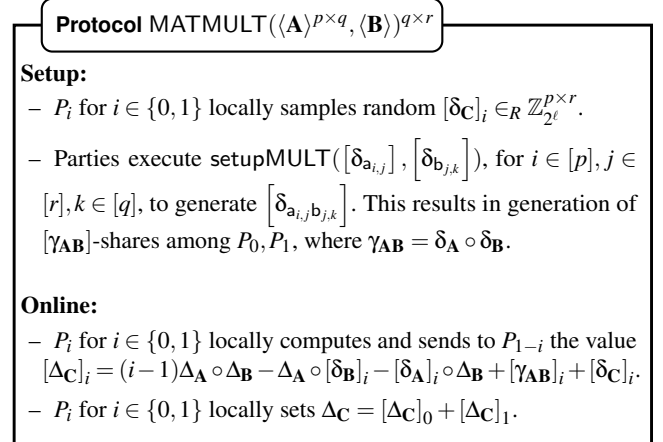 Protocol MATMULT(⟨A⟩^{p×q}, ⟨B⟩)^{q×r}
Setup:
– P_i for i ∈ {0,1} locally samples random [δ_C]_i ∈_R ℤ_{2^ℓ}^{p×r}.
– Parties execute setupMULT([δ_{a_{i,j}}], [δ_{b_{j,k}}]), for i ∈ [p], j ∈
[r], k ∈ [q], to generate [δ_{a_{i,j}b_{j,k}}]. This results in generation of
[γ_{AB}]-shares among P_0, P_1, where γ_{AB} = δ_A ∘ δ_B.
Online:
– P_i for i ∈ {0,1} locally computes and sends to P_{1−i} the value
[Δ_C]_i = (i−1)Δ_A ∘ Δ_B − Δ_A ∘ [δ_B]_i − [δ_A]_i ∘ Δ_B + [γ_{AB}]_i + [δ_C]_i.
– P_i for i ∈ {0,1} locally sets Δ_C = [Δ_C]_0 + [Δ_C]_1.